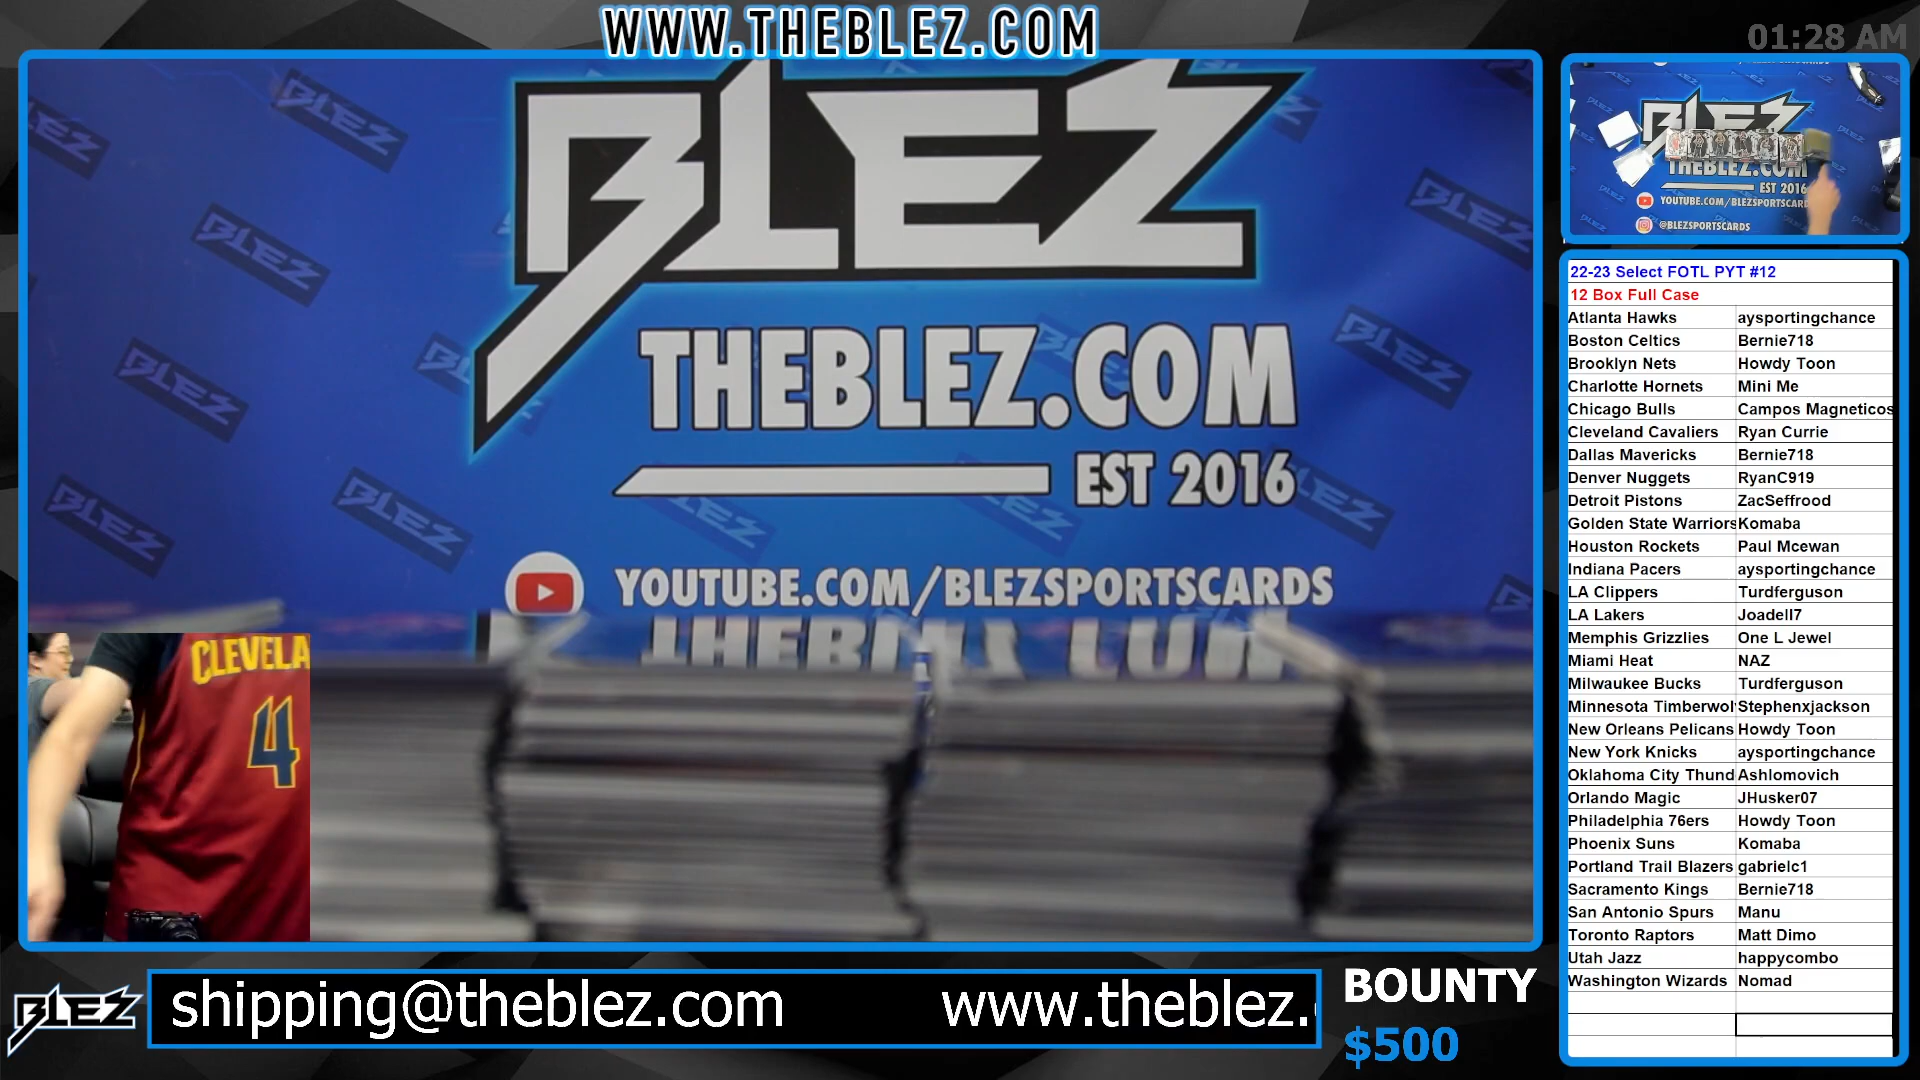 WWW.THEBLEZ.COM
01:28 AM
BLEZ
THEBLEZ.COM
EST 2016
YOUTUBE.COM/BLEZSPORTSCARDS
CLEVELA
4
BLEZ
THEBLEZ.COM
EST 2016
YOUTUBE.COM/BLEZSPORTSCARD
@BLEZSPORTSCARDS
22-23 Select FOTL PYT #12
12 Box Full Case
Atlanta Hawks aysportingchance
Boston Celtics Bernie718
Brooklyn Nets Howdy Toon
Charlotte Hornets Mini Me
Chicago Bulls Campos Magneticos
Cleveland Cavaliers Ryan Currie
Dallas Mavericks Bernie718
Denver Nuggets RyanC919
Detroit Pistons ZacSeffrood
Golden State Warriors Komaba
Houston Rockets Paul Mcewan
Indiana Pacers aysportingchance
LA Clippers Turdferguson
LA Lakers Joadell7
Memphis Grizzlies One L Jewel
Miami Heat NAZ
Milwaukee Bucks Turdferguson
Minnesota Timberwol Stephenxjackson
New Orleans Pelicans Howdy Toon
New York Knicks aysportingchance
Oklahoma City Thund Ashlomovich
Orlando Magic JHusker07
Philadelphia 76ers Howdy Toon
Phoenix Suns Komaba
Portland Trail Blazers gabrielc1
Sacramento Kings Bernie718
San Antonio Spurs Manu
Toronto Raptors Matt Dimo
Utah Jazz happycombo
Washington Wizards Nomad
BLEZ
shipping@theblez.com www.theblez.
BOUNTY
$500